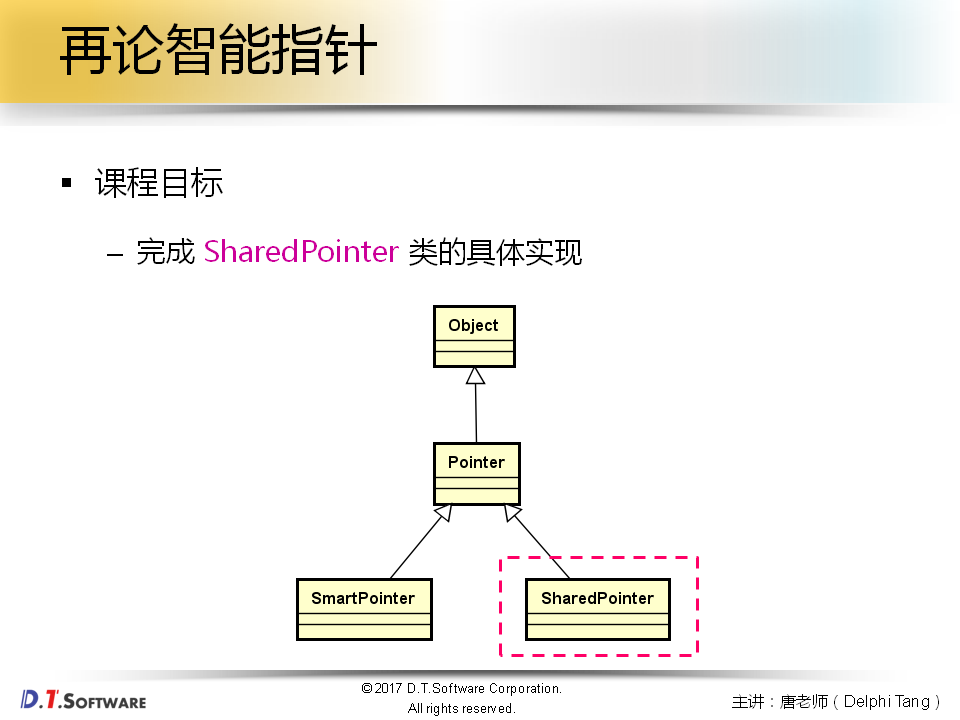 再论智能指针
▪ 课程目标
– 完成 SharedPointer 类的具体实现
Object
Pointer
SmartPointer
SharedPointer
D.T.SOFTWARE
©2017 D.T.Software Corporation.
All rights reserved.
主讲：唐老师（Delphi Tang）